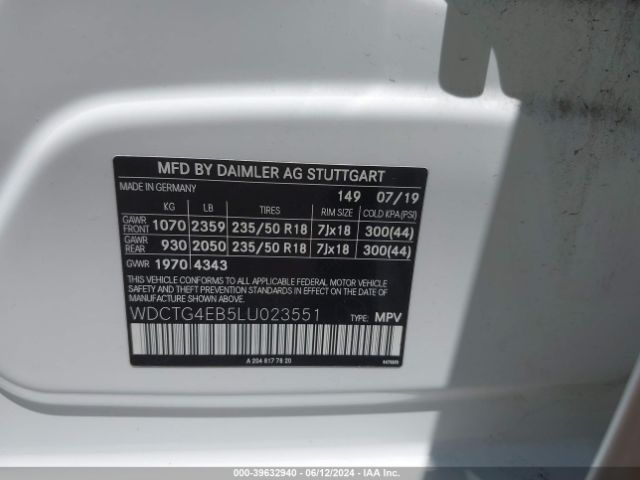 MFD BY DAIMLER AG STUTTGART
MADE IN GERMANY 149 07/19
KG LB TIRES RIM SIZE COLD KPA(PSI)
GAWR FRONT 1070 2359 235/50 R18 7Jx18 300(44)
GAWR REAR 930 2050 235/50 R18 7Jx18 300(44)
GVWR 1970 4343
THIS VEHICLE CONFORMS TO ALL APPLICABLE FEDERAL MOTOR VEHICLE
SAFETY BUMPER, AND THEFT PREVENTION STANDARDS IN EFFECT ON THE DATE OF
MANUFACTURE SHOWN ABOVE.
WDCTG4EB5LU023551 TYPE: MPV
A 204 817 78 20
000-39632940 - 06/12/2024 - IAAI.COM